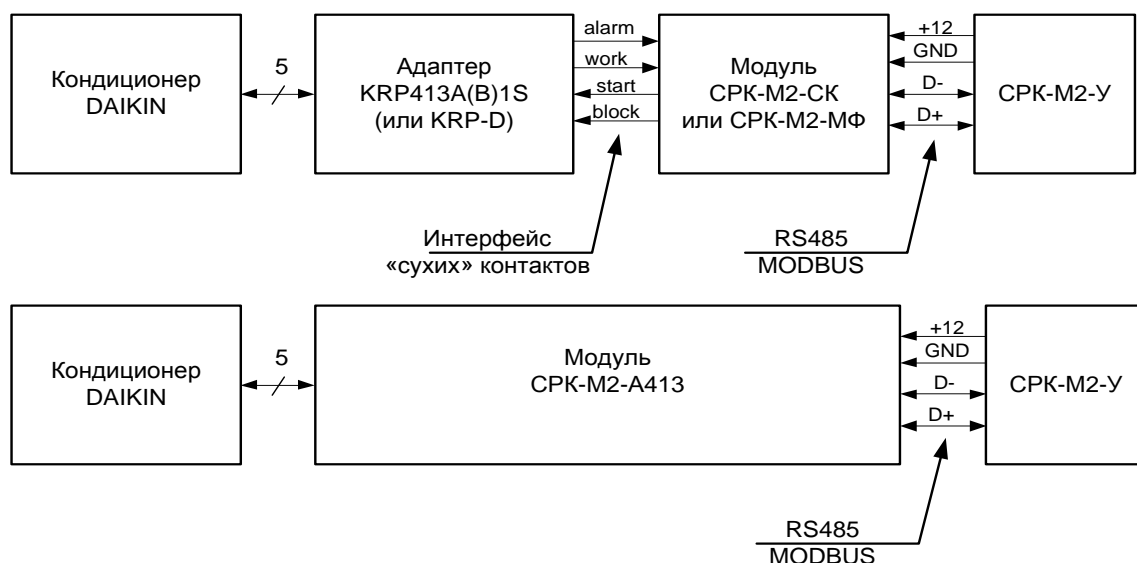 Кондиционер
DAIKIN
5
Адаптер
KRP413A(B)1S
(или KRP-D)
alarm
work
start
block
Модуль
СРК-М2-СК
или СРК-М2-МФ
+12
GND
D-
D+
СРК-М2-У
Интерфейс
«сухих» контактов
RS485
MODBUS
Кондиционер
DAIKIN
5
Модуль
СРК-М2-А413
+12
GND
D-
D+
СРК-М2-У
RS485
MODBUS